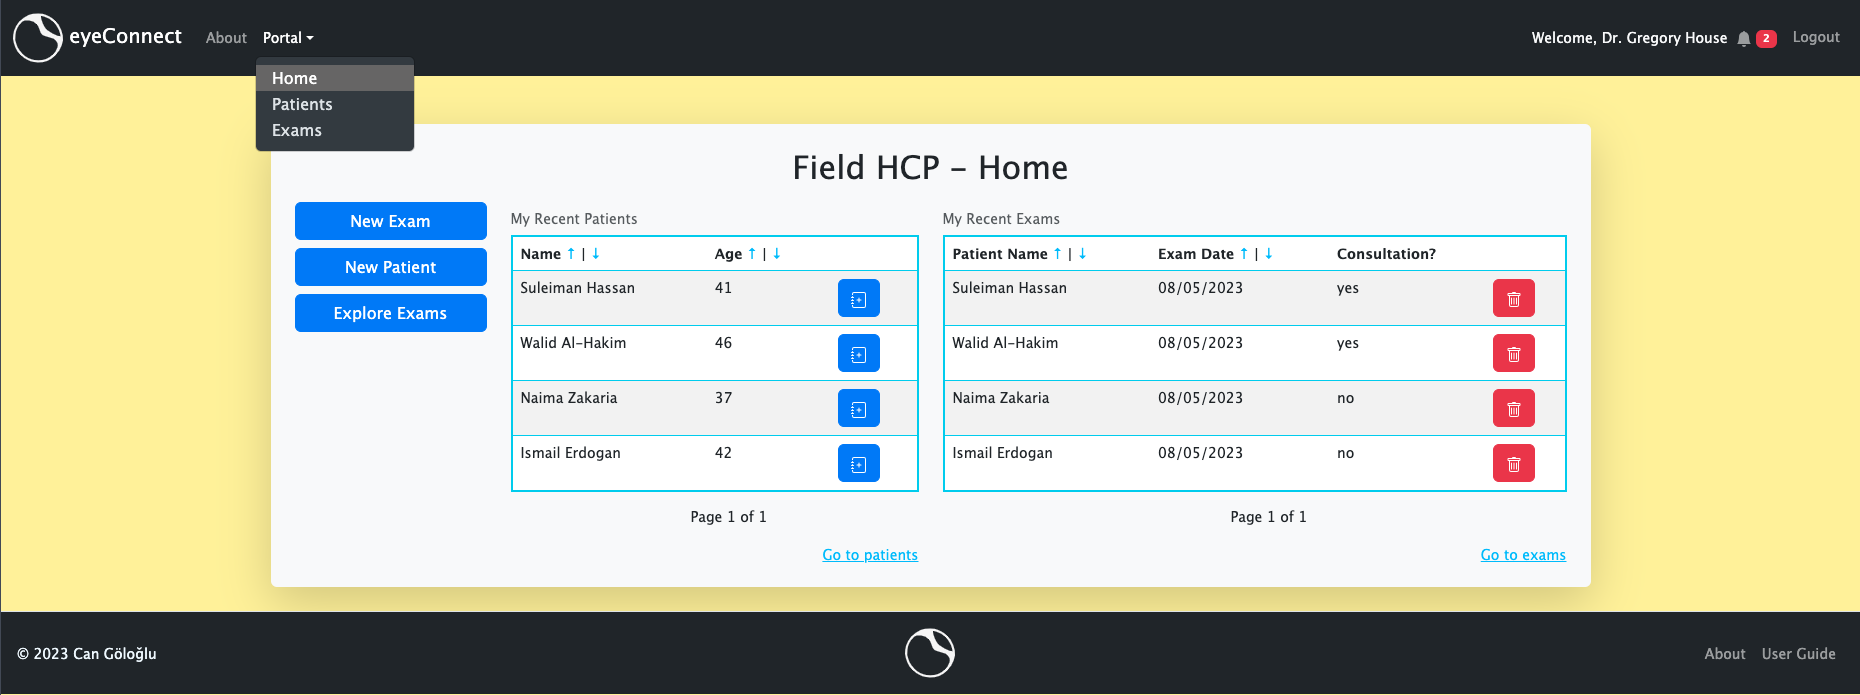 eyeConnect About Portal Welcome, Dr. Gregory House 2 Logout
Home
Patients
Exams
Field HCP – Home
New Exam
New Patient
Explore Exams
My Recent Patients
Name ↑ | ↓ Age ↑ | ↓
Suleiman Hassan 41
Walid Al-Hakim 46
Naima Zakaria 37
Ismail Erdogan 42
Page 1 of 1
Go to patients
My Recent Exams
Patient Name ↑ | ↓ Exam Date ↑ | ↓ Consultation?
Suleiman Hassan 08/05/2023 yes
Walid Al-Hakim 08/05/2023 yes
Naima Zakaria 08/05/2023 no
Ismail Erdogan 08/05/2023 no
Page 1 of 1
Go to exams
© 2023 Can Göloğlu About User Guide